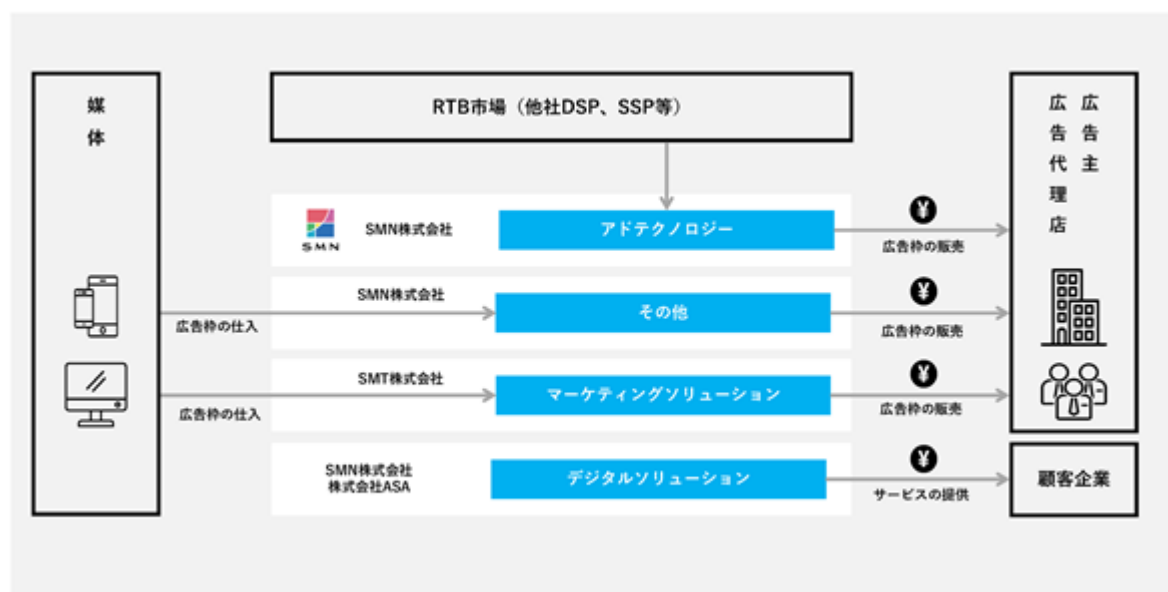 媒体
RTB市場（他社DSP、SSP等）
広告主
広告代理店
SMN
SMN株式会社
アドテクノロジー
¥
広告枠の販売
広告枠の仕入
SMN株式会社
その他
¥
広告枠の販売
広告枠の仕入
SMT株式会社
マーケティングソリューション
¥
広告枠の販売
SMN株式会社
株式会社ASA
デジタルソリューション
¥
サービスの提供
顧客企業